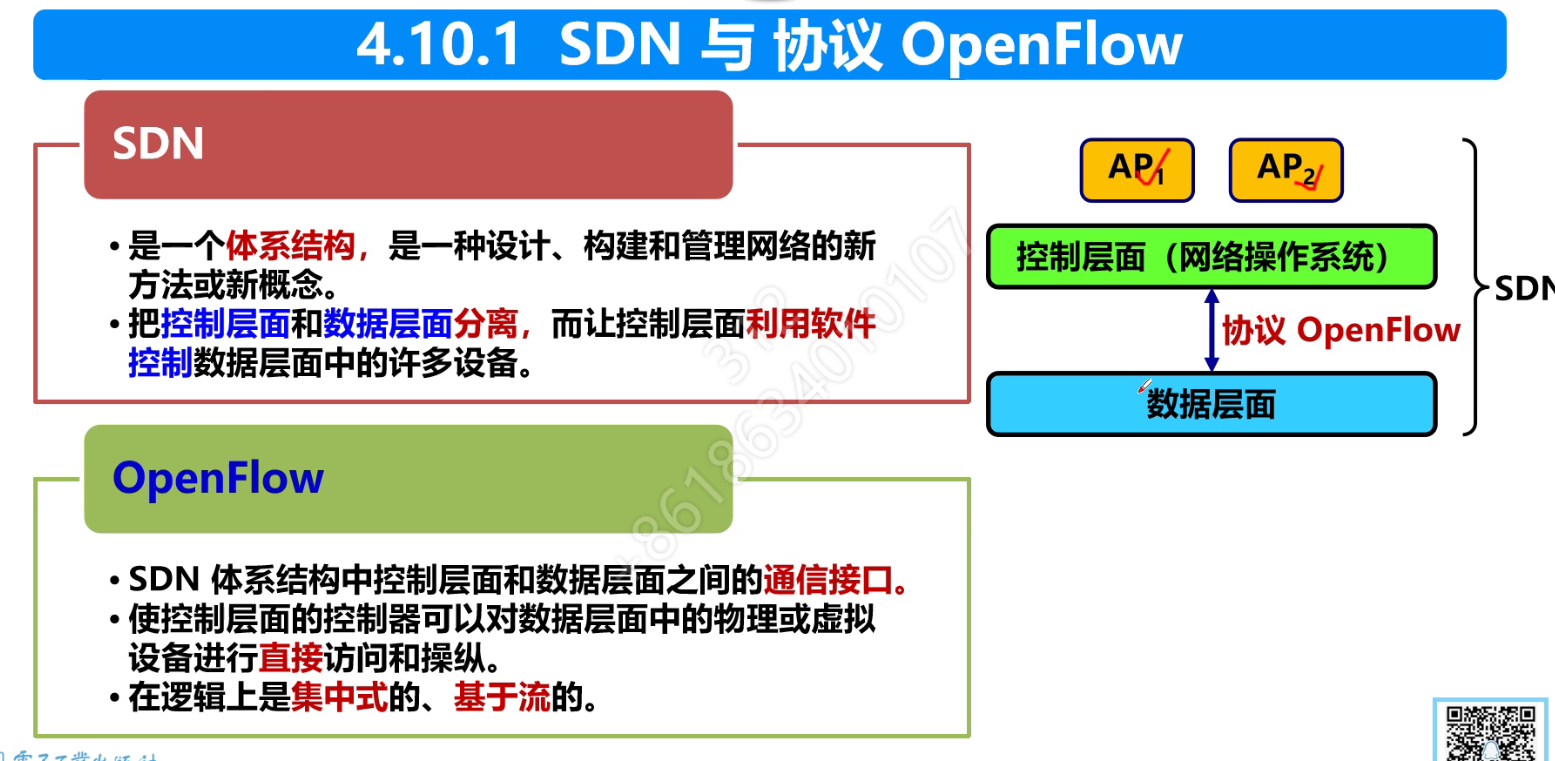 4.10.1 SDN 与 协议 OpenFlow
SDN
• 是一个体系结构，是一种设计、构建和管理网络的新
方法或新概念。
• 把控制层面和数据层面分离，而让控制层面利用软件
控制数据层面中的许多设备。
OpenFlow
• SDN 体系结构中控制层面和数据层面之间的通信接口。
• 使控制层面的控制器可以对数据层面中的物理或虚拟
设备进行直接访问和操纵。
• 在逻辑上是集中式的、基于流的。
AP1
AP2
控制层面（网络操作系统）
协议 OpenFlow
数据层面
SDN